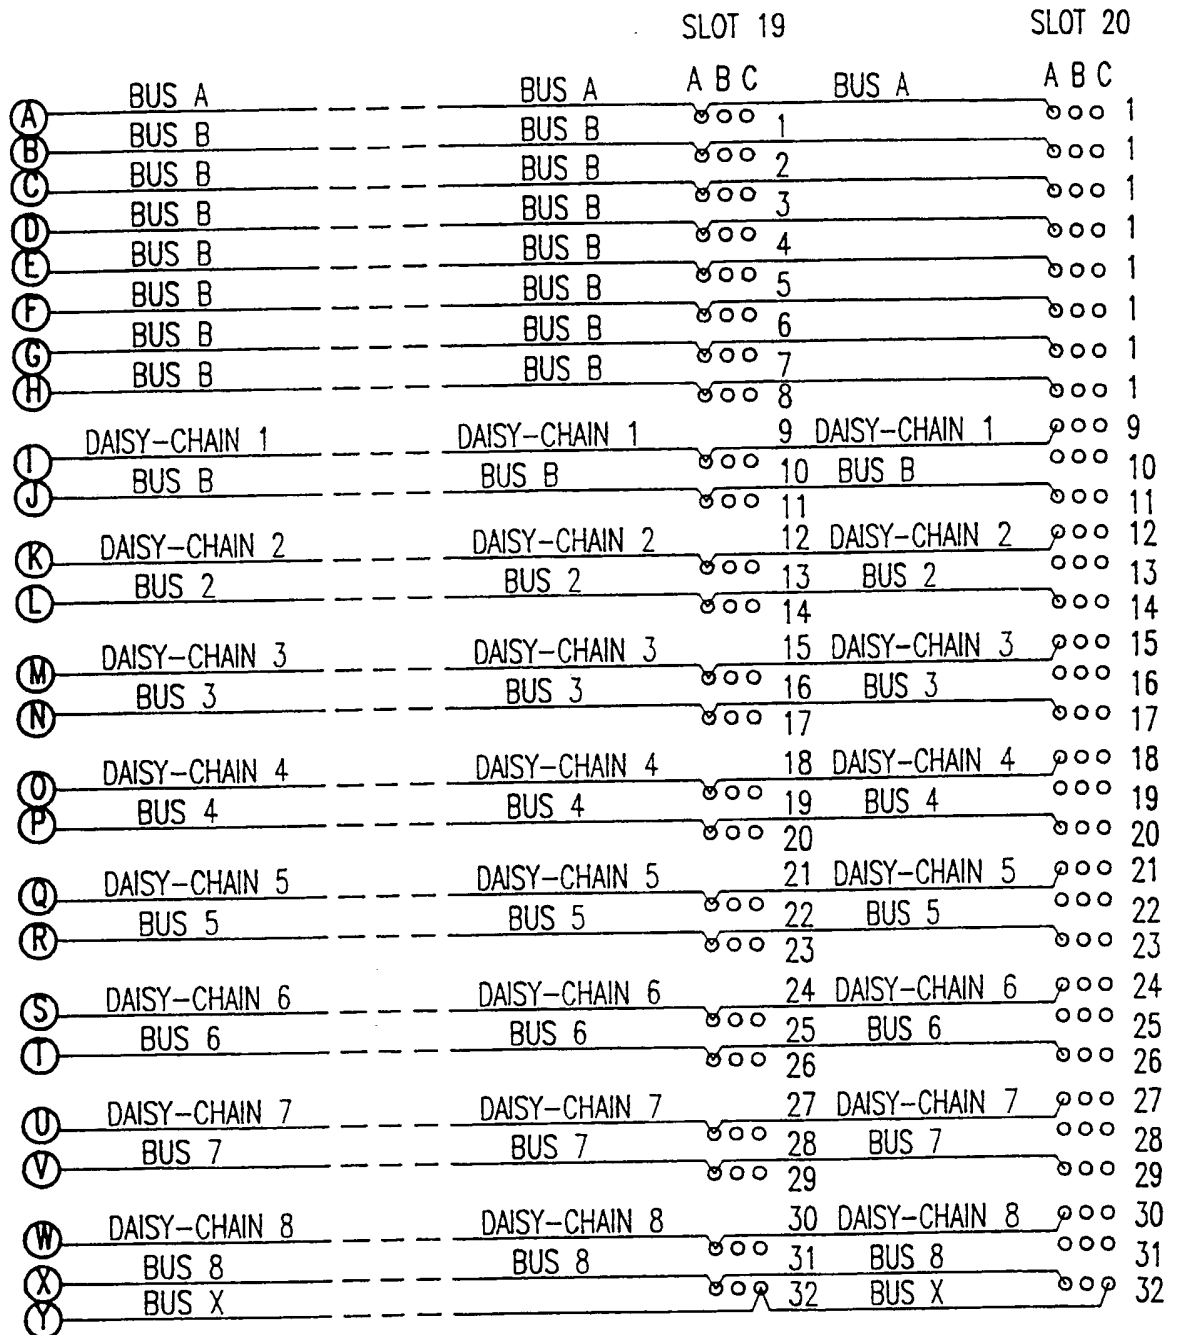 SLOT 19 SLOT 20
A B C A B C
A BUS A BUS A BUS A 1 1
B BUS B BUS B 2 1
C BUS B BUS B 3 1
D BUS B BUS B 4 1
E BUS B BUS B 5 1
F BUS B BUS B 6 1
G BUS B BUS B 7 1
H BUS B BUS B 8 1
I DAISY-CHAIN 1 DAISY-CHAIN 1 9 DAISY-CHAIN 1 9
J BUS B BUS B 10 BUS B 10
11 11
K DAISY-CHAIN 2 DAISY-CHAIN 2 12 DAISY-CHAIN 2 12
L BUS 2 BUS 2 13 BUS 2 13
14 14
M DAISY-CHAIN 3 DAISY-CHAIN 3 15 DAISY-CHAIN 3 15
N BUS 3 BUS 3 16 BUS 3 16
17 17
O DAISY-CHAIN 4 DAISY-CHAIN 4 18 DAISY-CHAIN 4 18
P BUS 4 BUS 4 19 BUS 4 19
20 20
Q DAISY-CHAIN 5 DAISY-CHAIN 5 21 DAISY-CHAIN 5 21
R BUS 5 BUS 5 22 BUS 5 22
23 23
S DAISY-CHAIN 6 DAISY-CHAIN 6 24 DAISY-CHAIN 6 24
T BUS 6 BUS 6 25 BUS 6 25
26 26
U DAISY-CHAIN 7 DAISY-CHAIN 7 27 DAISY-CHAIN 7 27
V BUS 7 BUS 7 28 BUS 7 28
29 29
W DAISY-CHAIN 8 DAISY-CHAIN 8 30 DAISY-CHAIN 8 30
X BUS 8 BUS 8 31 BUS 8 31
Y BUS X 32 BUS X 32